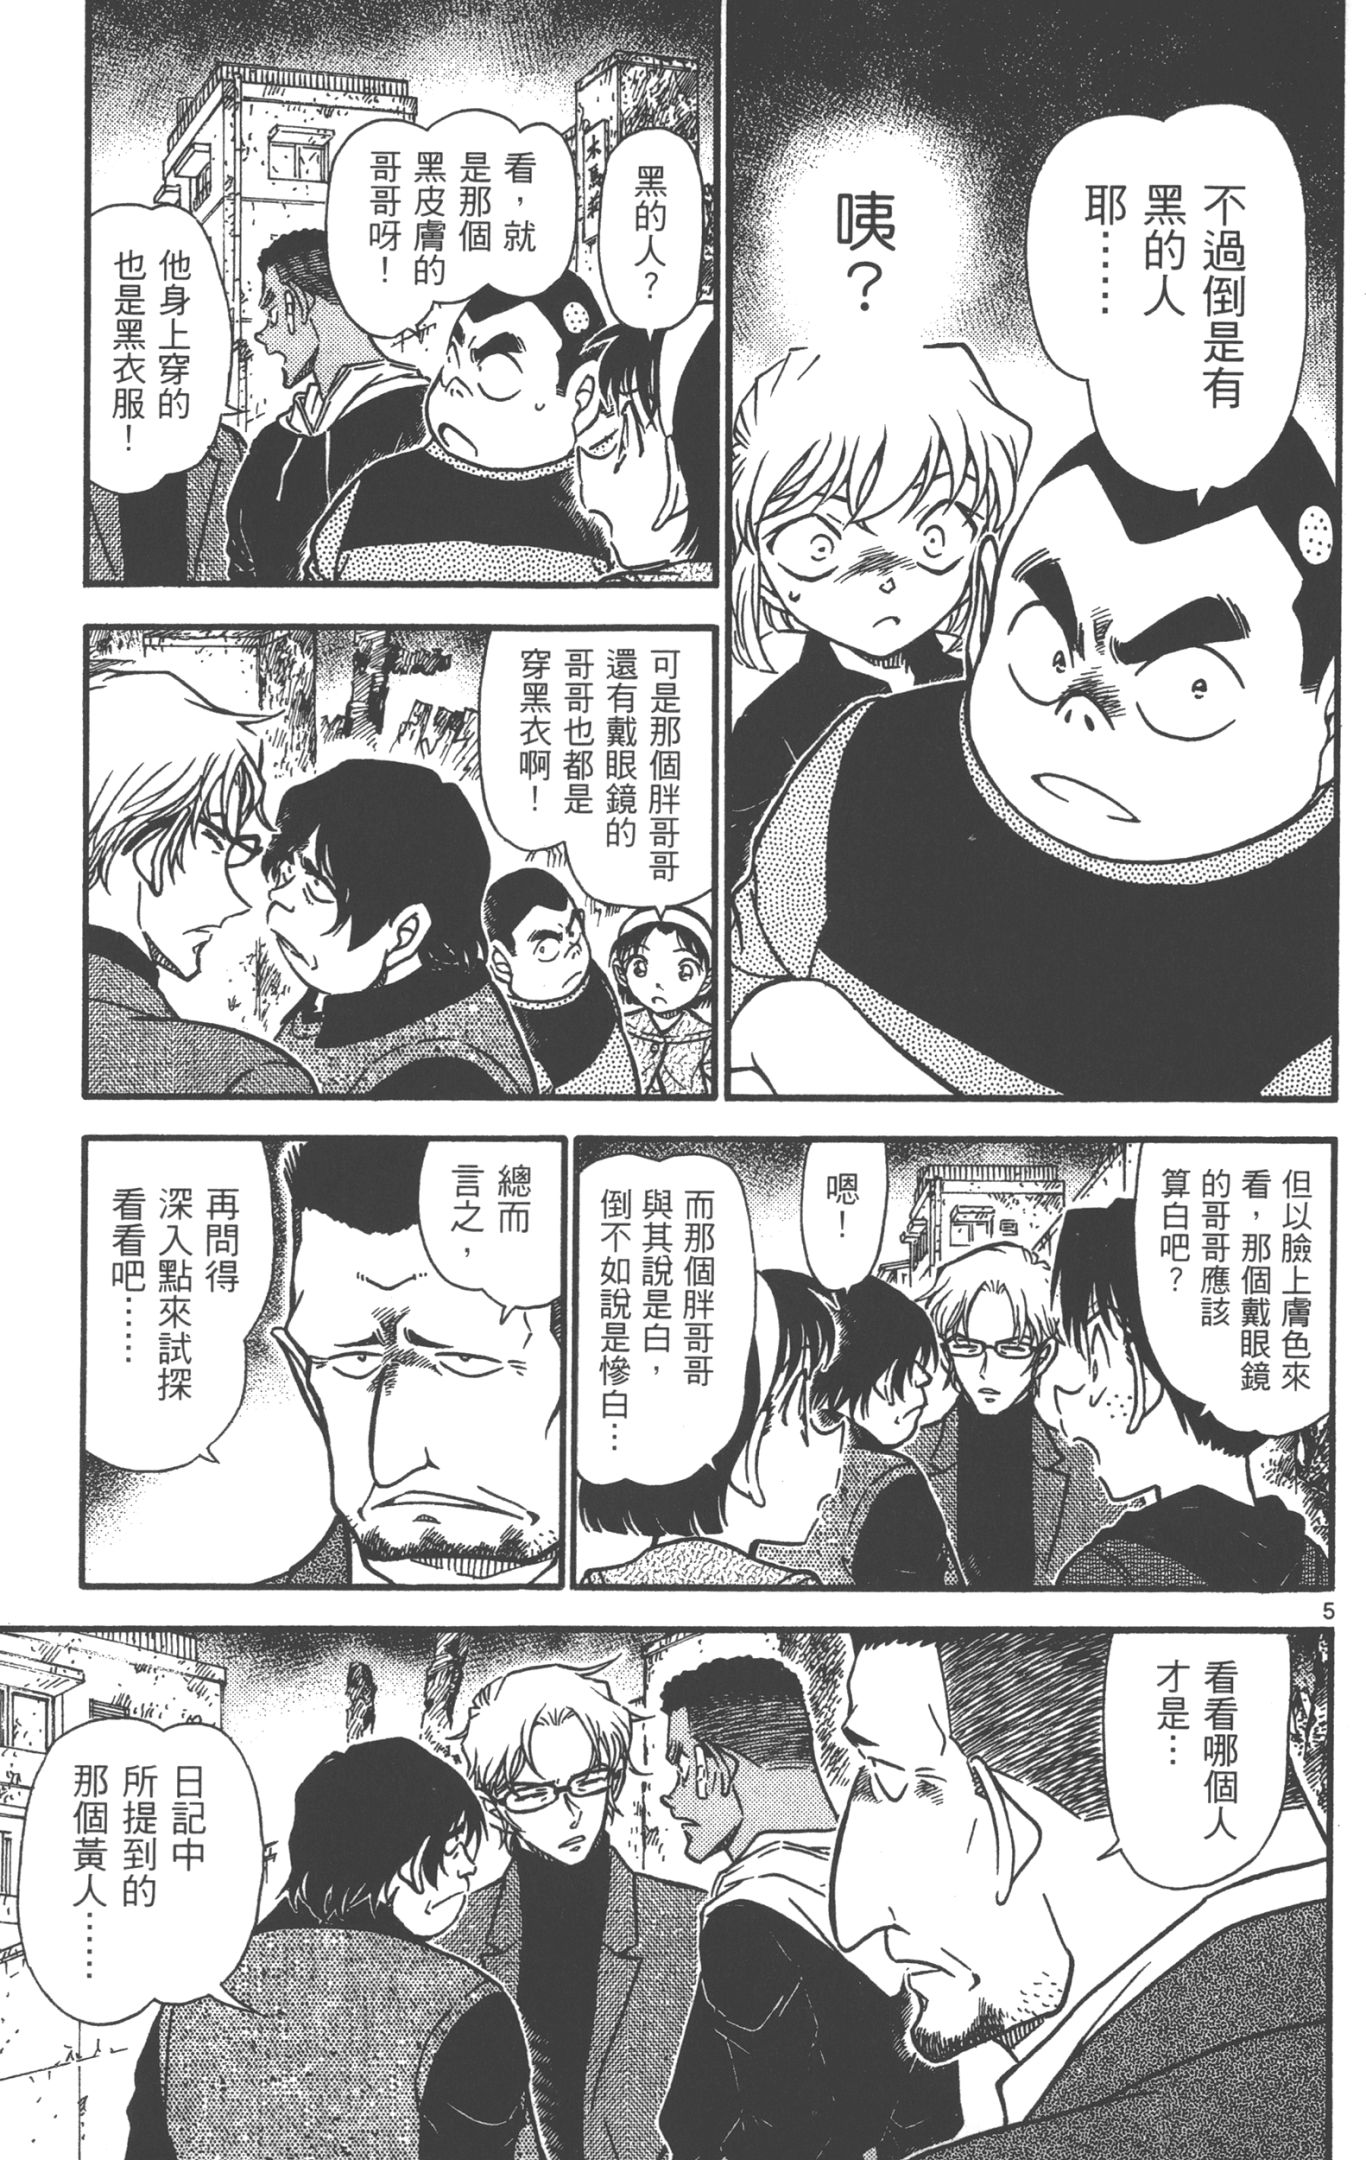 不過倒是有
黑的人
耶……
咦？
黑的人？
看，就
是那個
黑皮膚的
哥哥呀！
他身上穿的
也是黑衣服！
木馬莊
可是那個胖哥哥
還有戴眼鏡的
哥哥也都是
穿黑衣啊！
但以臉上膚色來
看，那個戴眼鏡
的哥哥應該
算白吧？
嗯！
而那個胖哥哥
與其說是白，
倒不如說是慘白…
總而
言之，
再問得
深入點來試探
看看吧……
5
看看哪個人
才是…
日記中
所提到的
那個黃人……